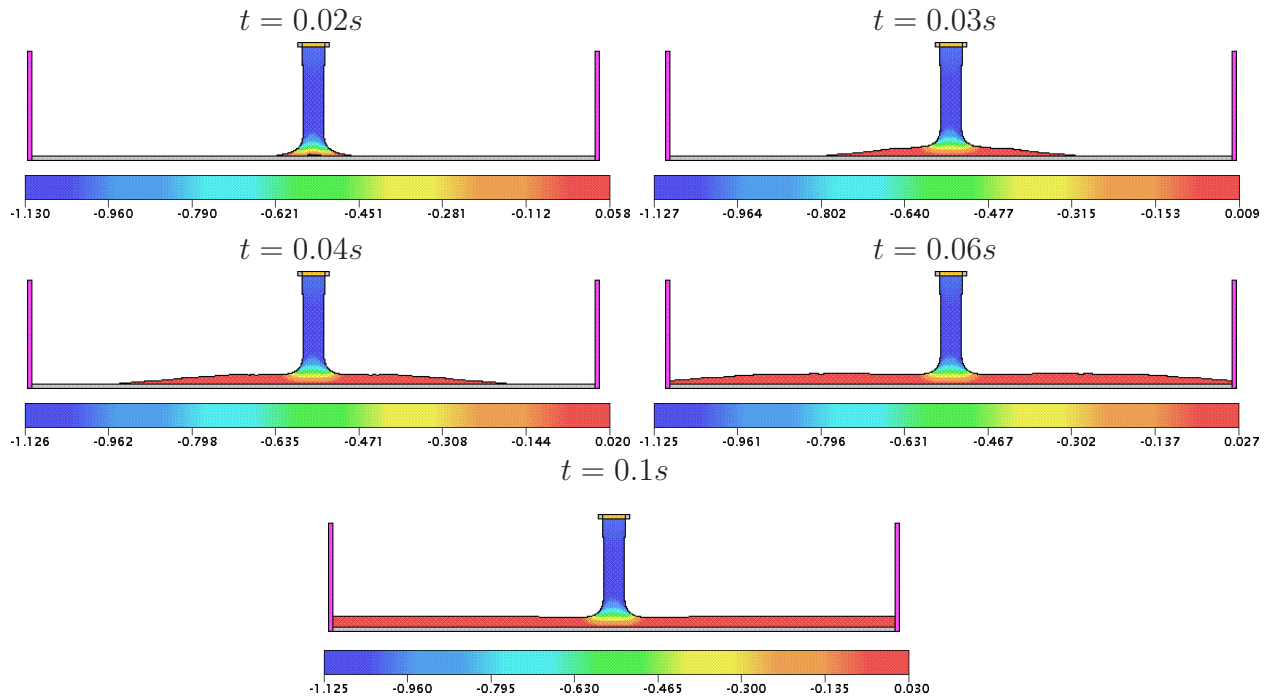 t = 0.02s
t = 0.03s
-1.130 -0.960 -0.790 -0.621 -0.451 -0.281 -0.112 0.058
-1.127 -0.964 -0.802 -0.640 -0.477 -0.315 -0.153 0.009
t = 0.04s
t = 0.06s
-1.126 -0.962 -0.798 -0.635 -0.471 -0.308 -0.144 0.020
-1.125 -0.961 -0.796 -0.631 -0.467 -0.302 -0.137 0.027
t = 0.1s
-1.125 -0.960 -0.795 -0.630 -0.465 -0.300 -0.135 0.030